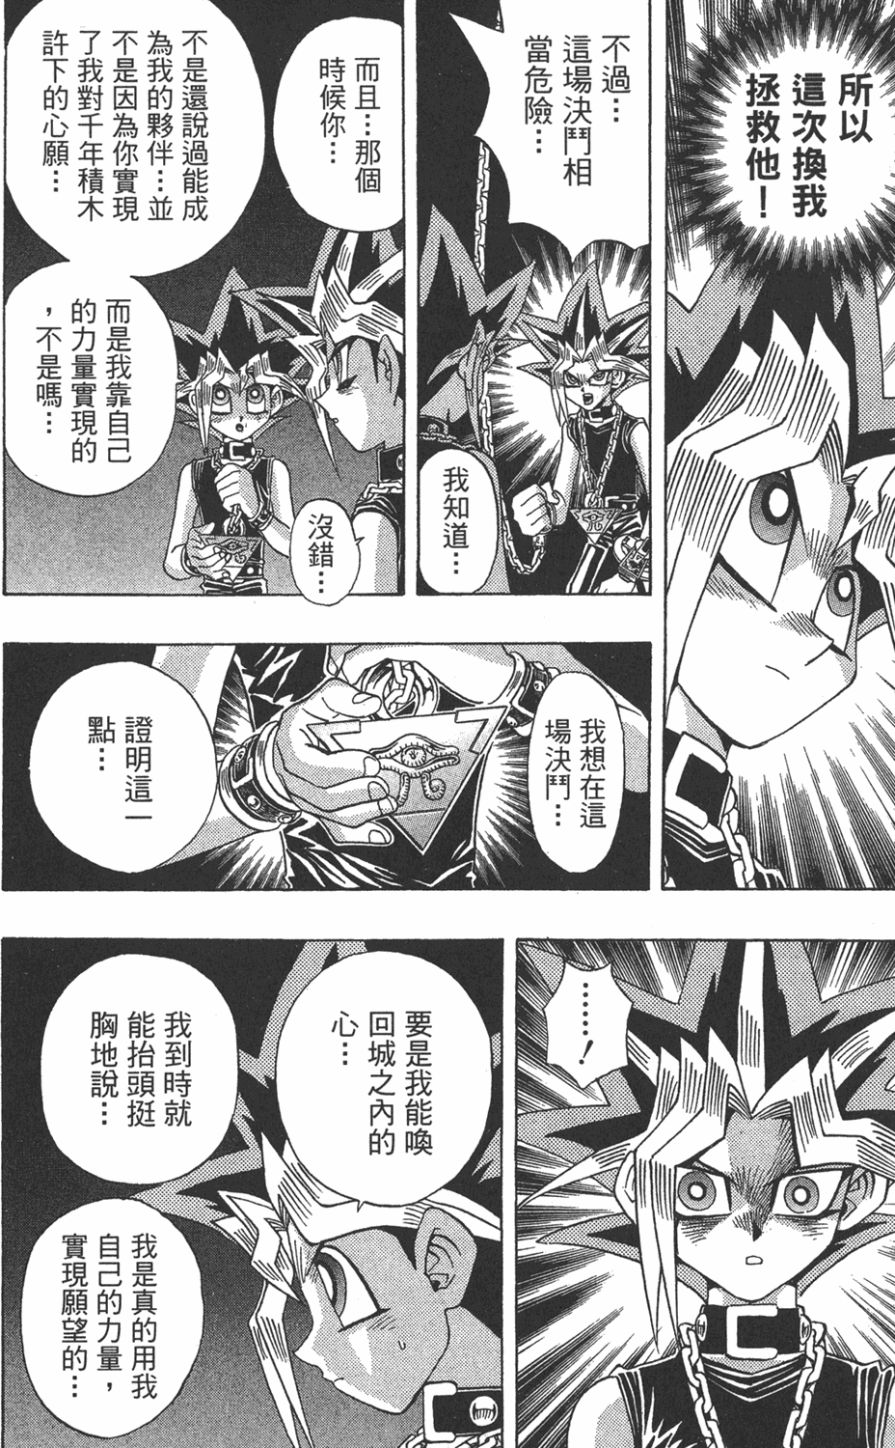 所以
這次換我
拯救他！
不過…
這場決鬥相
當危險…
我知道…
而且…那個
時候你…
不是還說過能成
為我的夥伴…並
不是因為你實現
了我對千年積木
許下的心願…
而是我靠自己
的力量實現的
，不是嗎…
沒錯…
我想在這
場決鬥…
證明這一
點…
……！
要是我能喚
回城之內的
心…
我到時就
能抬頭挺
胸地說…
我是真的用我
自己的力量，
實現願望的…